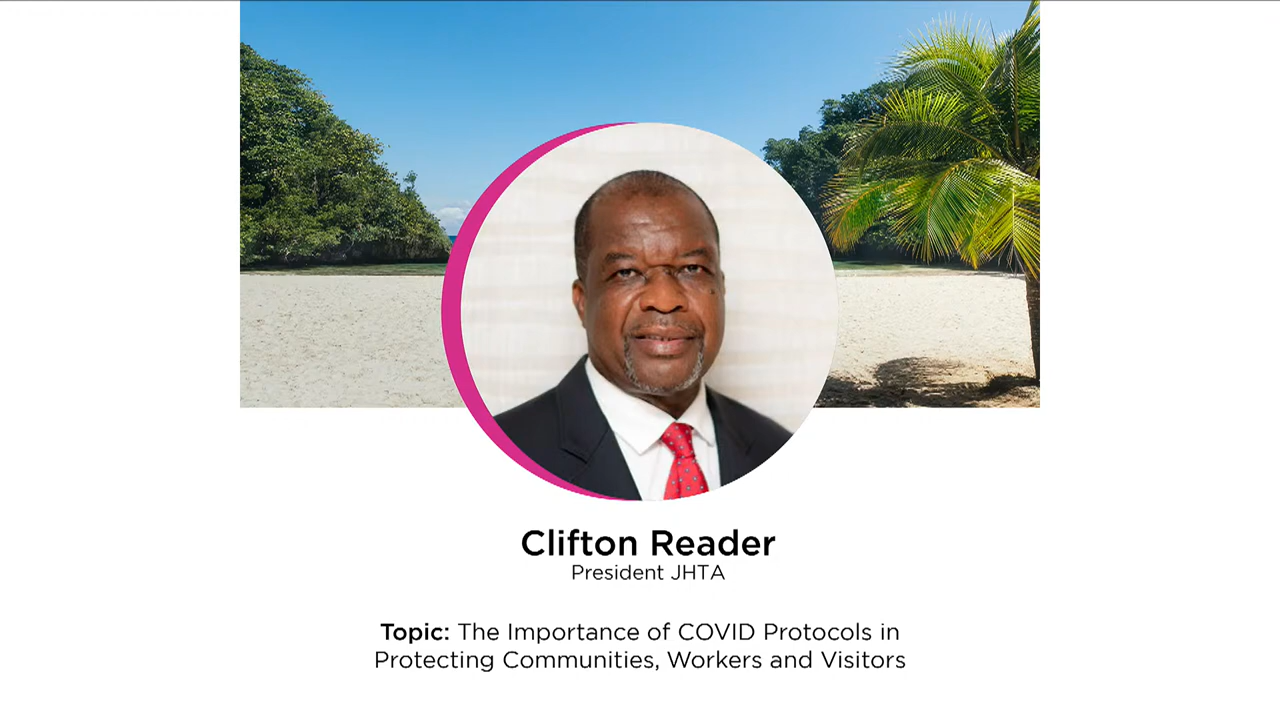 Clifton Reader
President JHTA
Topic: The Importance of COVID Protocols in
Protecting Communities, Workers and Visitors